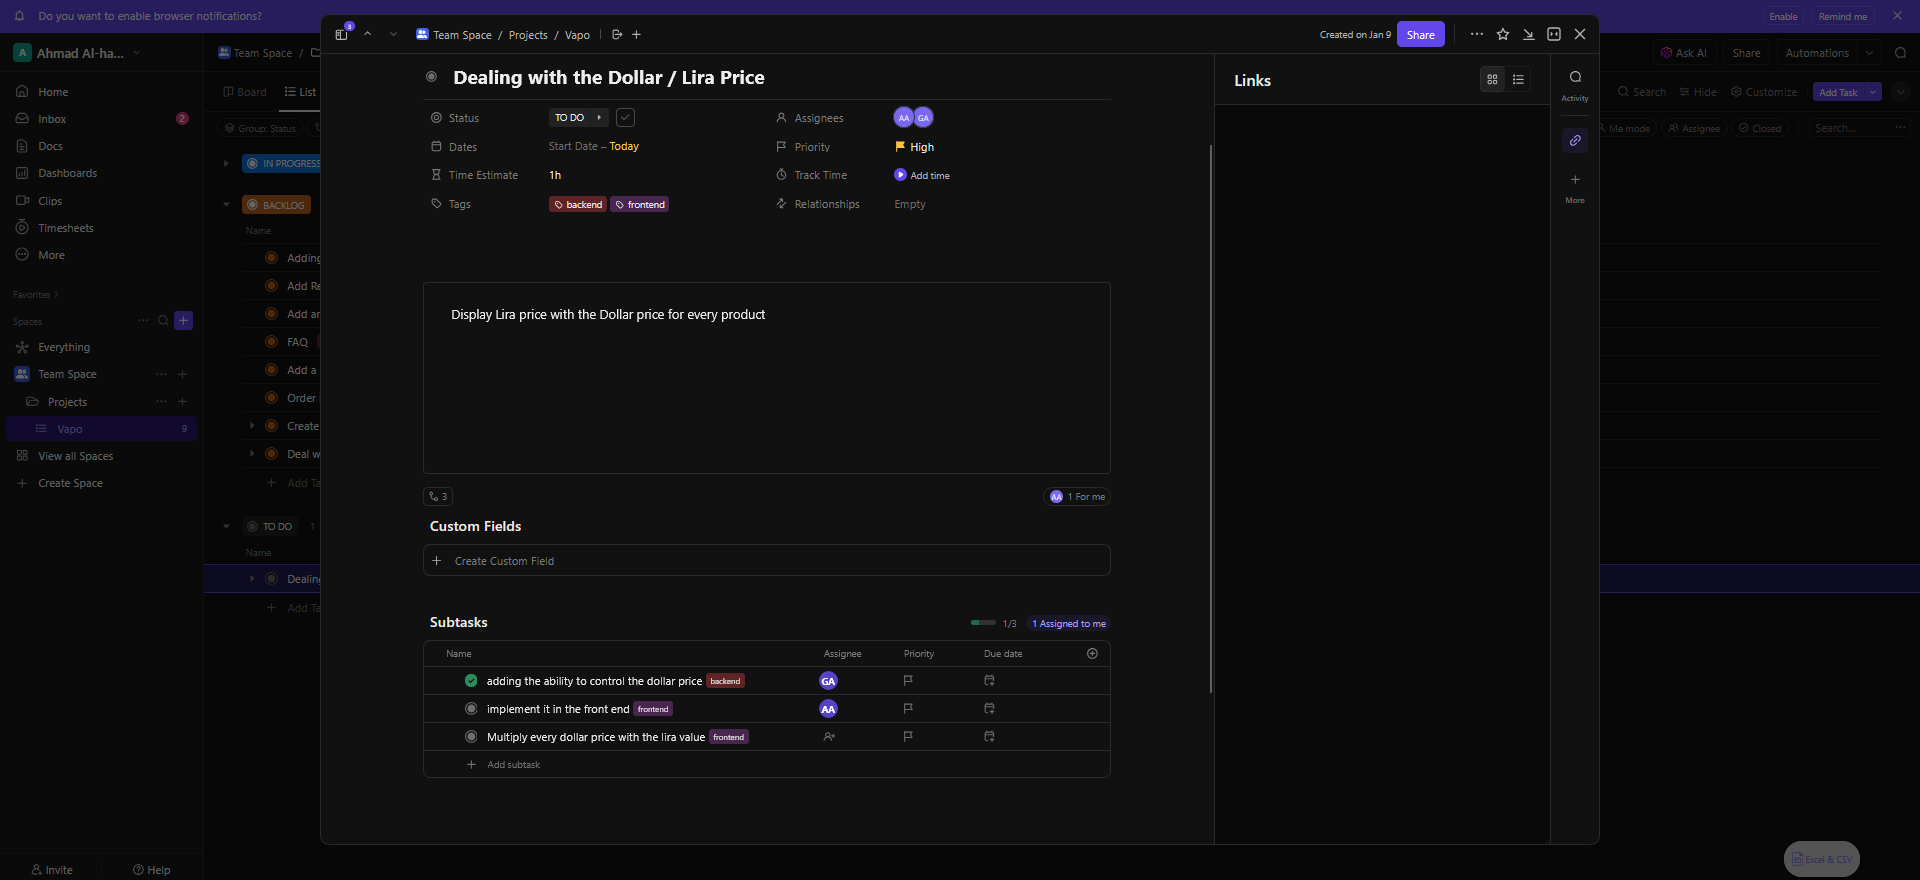 Do you want to enable browser notifications?
Enable
Remind me
A
Ahmad Al-ha...
Home
Inbox
2
Docs
Dashboards
Clips
Timesheets
More
Favorites
Spaces
Everything
Team Space
Projects
Vapo
9
View all Spaces
Create Space
Invite
Help
Team Space /
Board
List
Group: Status
IN PROGRESS
BACKLOG
Name
Adding
Add Re
Add an
FAQ
Add a
Order
Create
Deal w
Add Ta
TO DO
1
Name
Dealing
Add Ta
3
Team Space / Projects / Vapo
Created on Jan 9
Share
Dealing with the Dollar / Lira Price
Status
TO DO
Assignees
AA
GA
Dates
Start Date – Today
Priority
High
Time Estimate
1h
Track Time
Add time
Tags
backend
frontend
Relationships
Empty
Display Lira price with the Dollar price for every product
3
AA
1 For me
Custom Fields
Create Custom Field
Subtasks
1/3
1 Assigned to me
Name
Assignee
Priority
Due date
adding the ability to control the dollar price
backend
GA
implement it in the front end
frontend
AA
Multiply every dollar price with the lira value
frontend
Add subtask
Links
Activity
More
Ask AI
Share
Automations
Search
Hide
Customize
Add Task
Me mode
Assignee
Closed
Search...
Excel & CSV